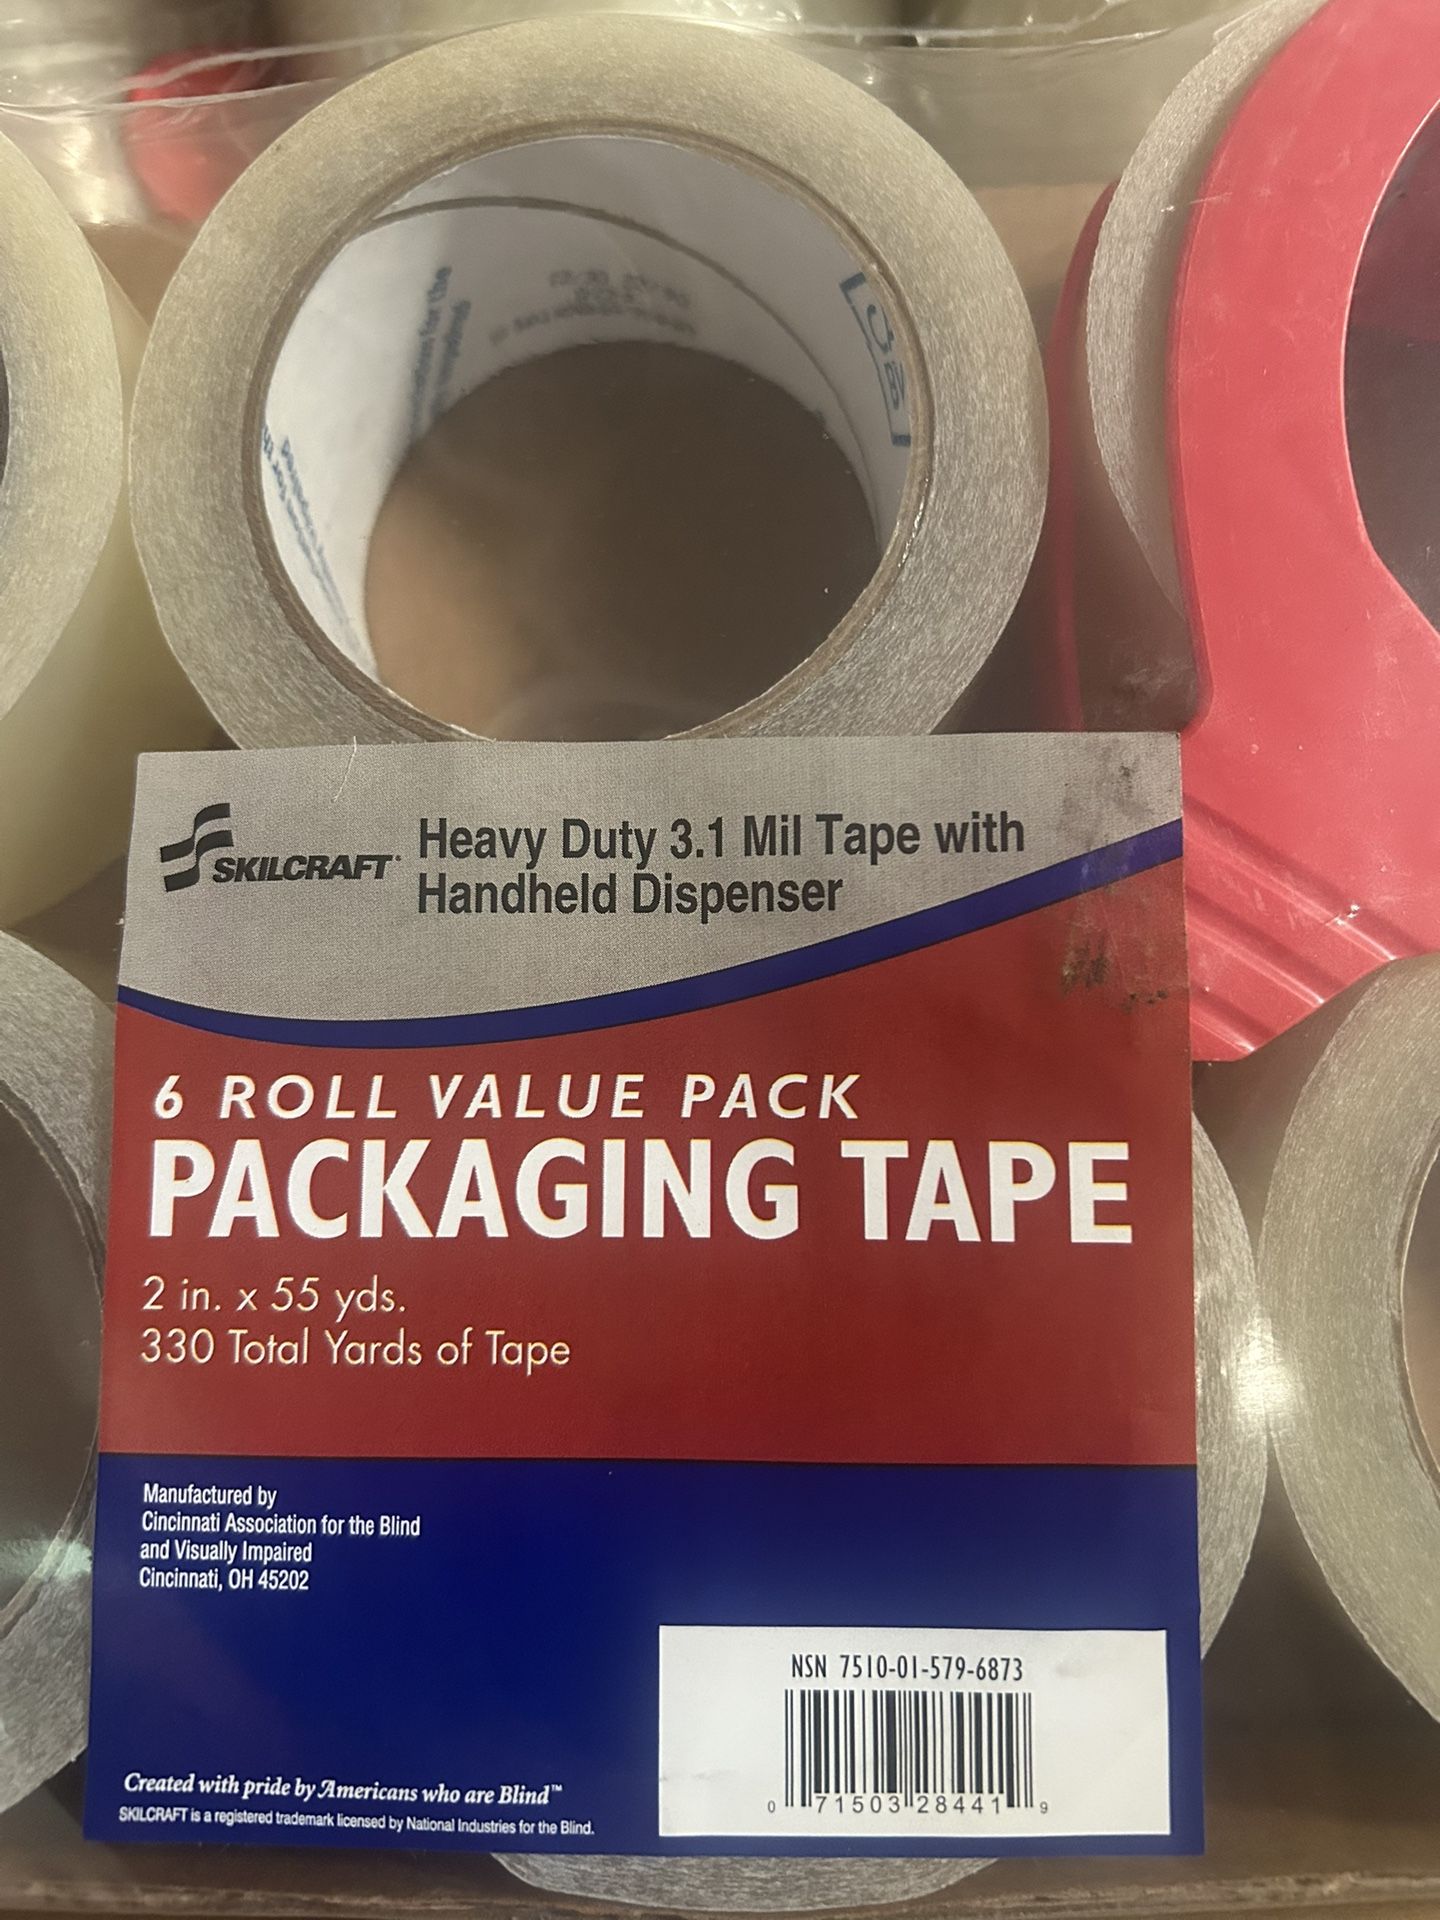 SKILCRAFT
Heavy Duty 3.1 Mil Tape with
Handheld Dispenser
6 ROLL VALUE PACK
PACKAGING TAPE
2 in. x 55 yds.
330 Total Yards of Tape
Manufactured by
Cincinnati Association for the Blind
and Visually Impaired
Cincinnati, OH 45202
NSN 7510-01-579-6873
0 71503 28441 9
Created with pride by Americans who are Blind™
SKILCRAFT is a registered trademark licensed by National Industries for the Blind.